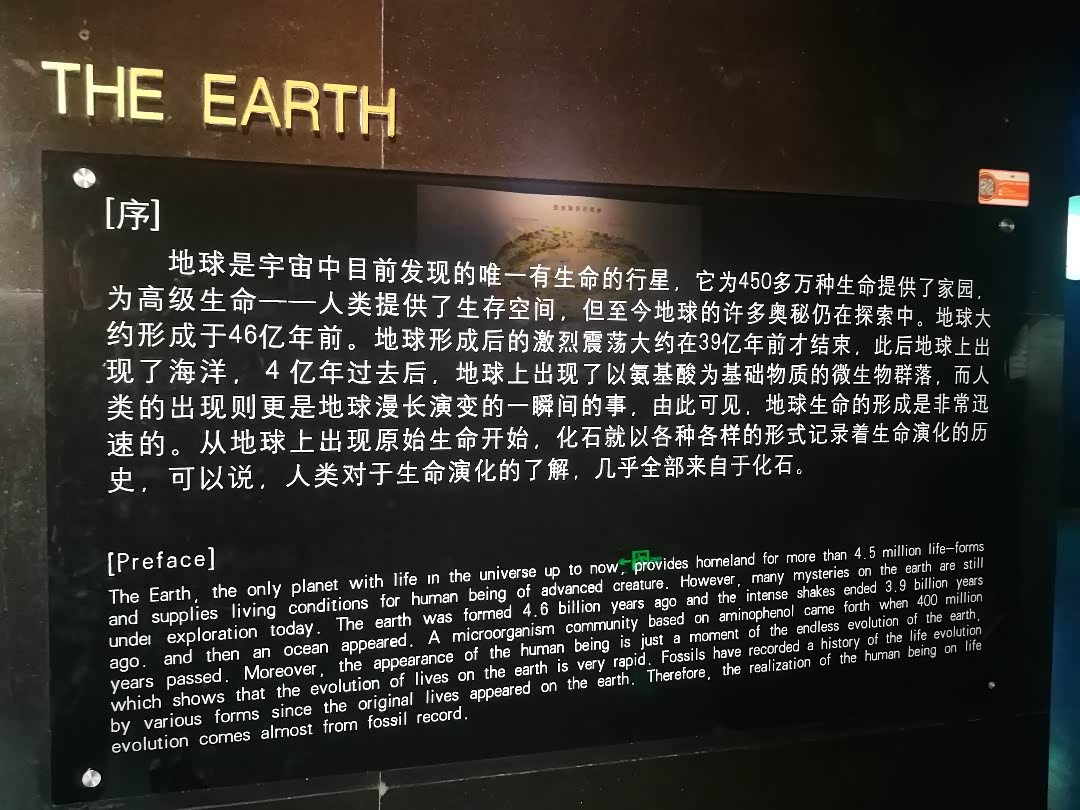 THE EARTH
[序]
地球是宇宙中目前发现的唯一有生命的行星，它为450多万种生命提供了家园，
为高级生命——人类提供了生存空间，但至今地球的许多奥秘仍在探索中。地球大
约形成于46亿年前。地球形成后的激烈震荡大约在39亿年前才结束，此后地球上出
现了海洋，4亿年过去后，地球上出现了以氨基酸为基础物质的微生物群落，而人
类的出现则更是地球漫长演变的一瞬间的事，由此可见，地球生命的形成是非常迅
速的。从地球上出现原始生命开始，化石就以各种各样的形式记录着生命演化的历
史，可以说，人类对于生命演化的了解，几乎全部来自于化石。
[Preface]
The Earth, the only planet with life in the universe up to now, provides homeland for more than 4.5 million life-forms
and supplies living conditions for human being of advanced creature. However, many mysteries on the earth are still
under exploration today. The earth was formed 4.6 billion years ago and the intense shakes ended 3.9 billion years
ago. and then an ocean appeared. A microorganism community based on aminophenol came forth when 400 million
years passed. Moreover, the appearance of the human being is just a moment of the endless evolution of the earth,
which shows that the evolution of lives on the earth is very rapid. Fossils have recorded a history of the life evolution
by various forms since the original lives appeared on the earth. Therefore, the realization of the human being on life
evolution comes almost from fossil record.